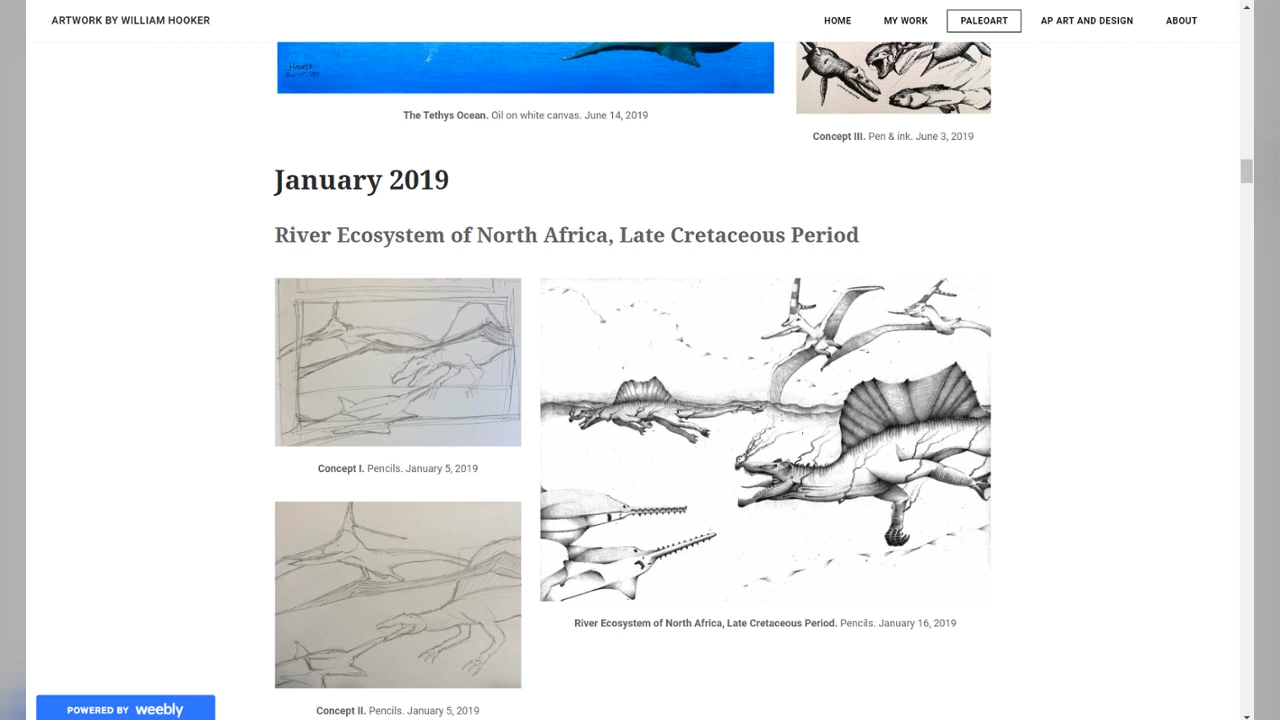 ARTWORK BY WILLIAM HOOKER
HOME MY WORK PALEOART AP ART AND DESIGN ABOUT
HOOKER
The Tethys Ocean. Oil on white canvas. June 14, 2019
Concept III. Pen & ink. June 3, 2019
January 2019
River Ecosystem of North Africa, Late Cretaceous Period
Concept I. Pencils. January 5, 2019
River Ecosystem of North Africa, Late Cretaceous Period. Pencils. January 16, 2019
Concept II. Pencils. January 5, 2019
POWERED BY weebly